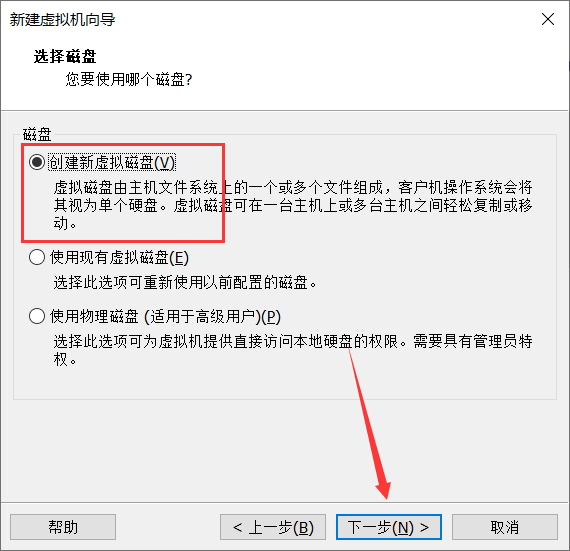 新建虚拟机向导
选择磁盘
您要使用哪个磁盘?
磁盘
创建新虚拟磁盘(V)
虚拟磁盘由主机文件系统上的一个或多个文件组成，客户机操作系统会将
其视为单个硬盘。虚拟磁盘可在一台主机上或多台主机之间轻松复制或移
动。
使用现有虚拟磁盘(E)
选择此选项可重新使用以前配置的磁盘。
使用物理磁盘 (适用于高级用户)(P)
选择此选项可为虚拟机提供直接访问本地硬盘的权限。需要具有管理员特
权。
帮助
< 上一步(B)
下一步(N) >
取消